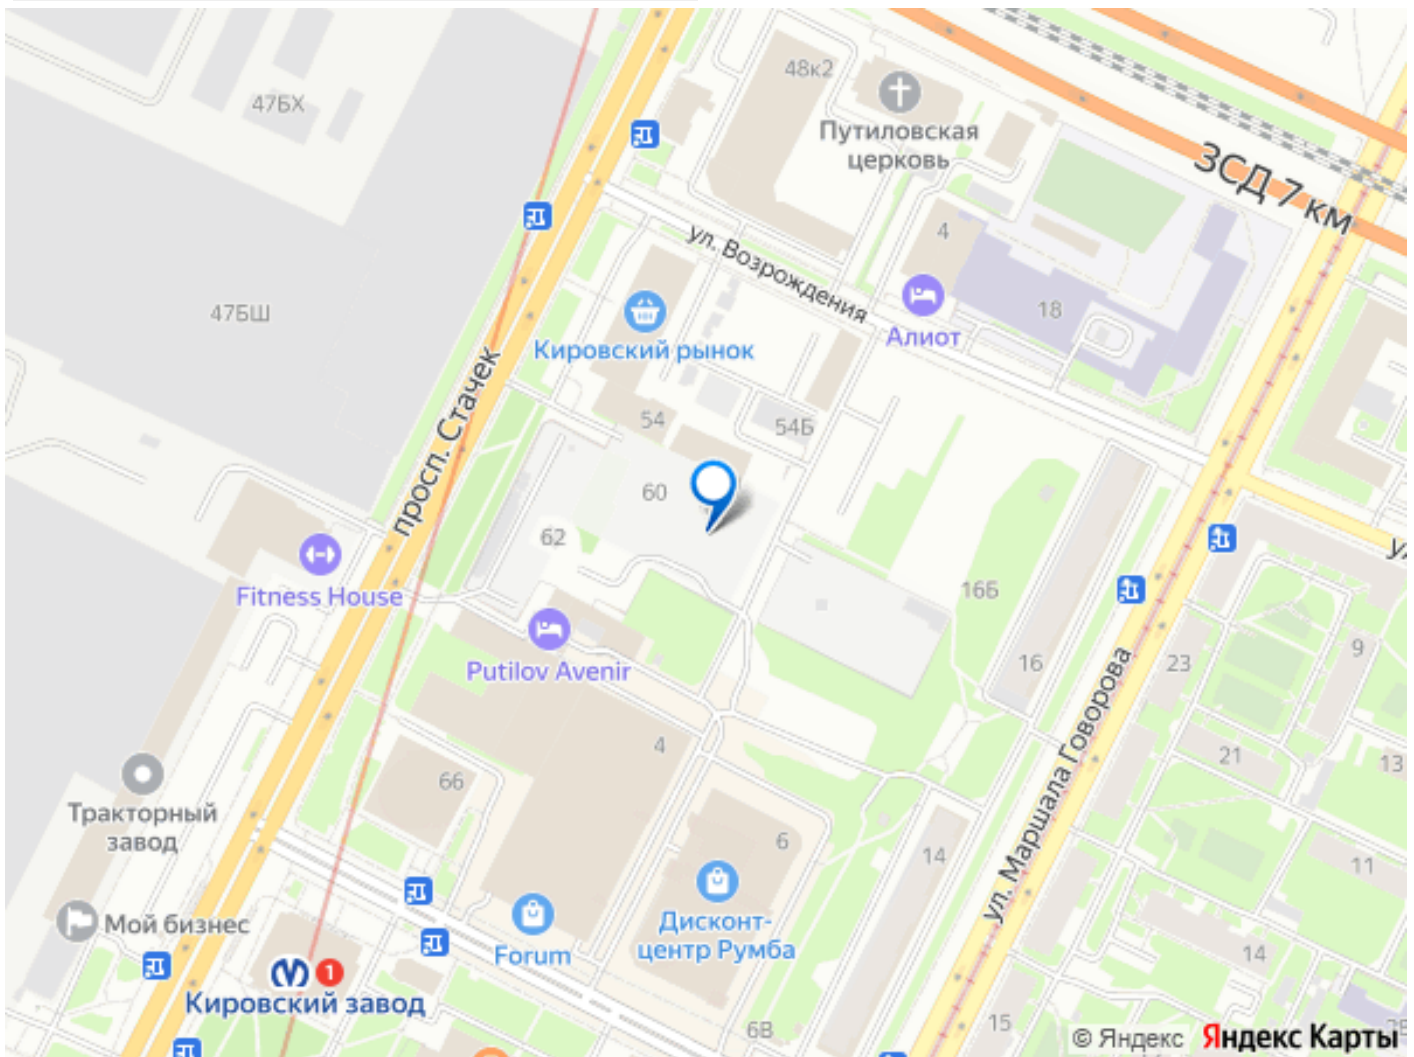 48к2
47БХ
Путиловская
церковь
ЗСД 7 км
4
ул. Возрождения
47БШ
18
Алиот
Кировский рынок
просп. Стачек
54
54Б
60
62
Fitness House
16Б
Putilov Avenir
16
23
9
ул. Маршала Говорова
4
21
13
66
Тракторный
завод
6
14
11
Мой бизнес
Forum
Дисконт-
центр Румба
14
1
Кировский завод
6В
15
© Яндекс Яндекс Карты